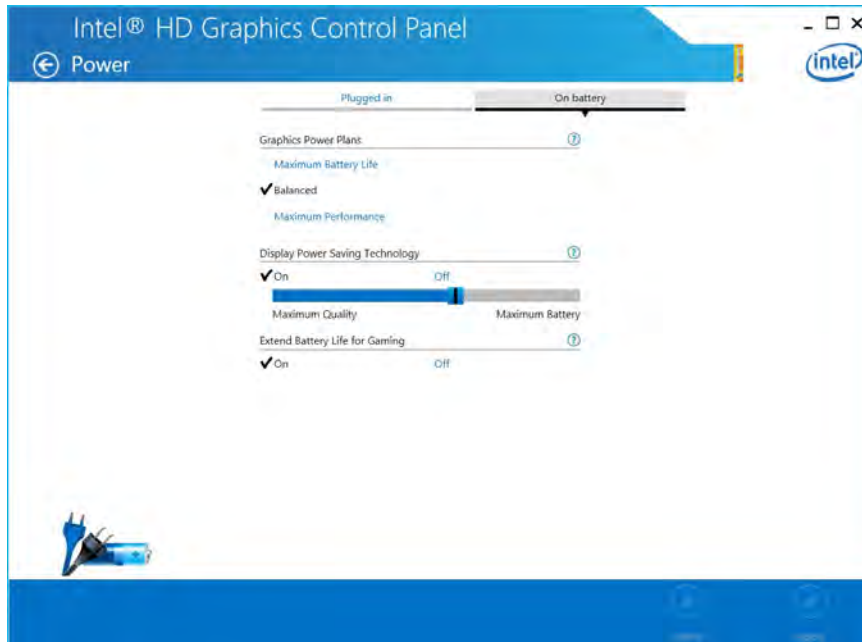 Intel® HD Graphics Control Panel
Power
intel
Plugged in On battery
Graphics Power Plans ?
Maximum Battery Life
✔Balanced
Maximum Performance
Display Power Saving Technology ?
✔On Off
Maximum Quality Maximum Battery
Extend Battery Life for Gaming ?
✔On Off